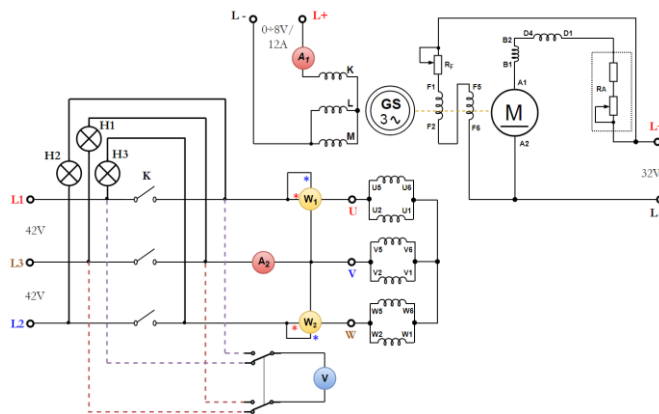 L -
L+
0÷8V/
12A
A1
K
L
M
GS
3~
RF
F1
F2
F5
F6
B2
B1
D4
D1
A1
M
A2
RA
L+
32V
L-
H1
H2
H3
K
L1
42V
L3
42V
L2
*
*
W1
A2
*
W2
*
U
V
W
U5
U6
U2
U1
V5
V6
V2
V1
W5
W6
W2
W1
V